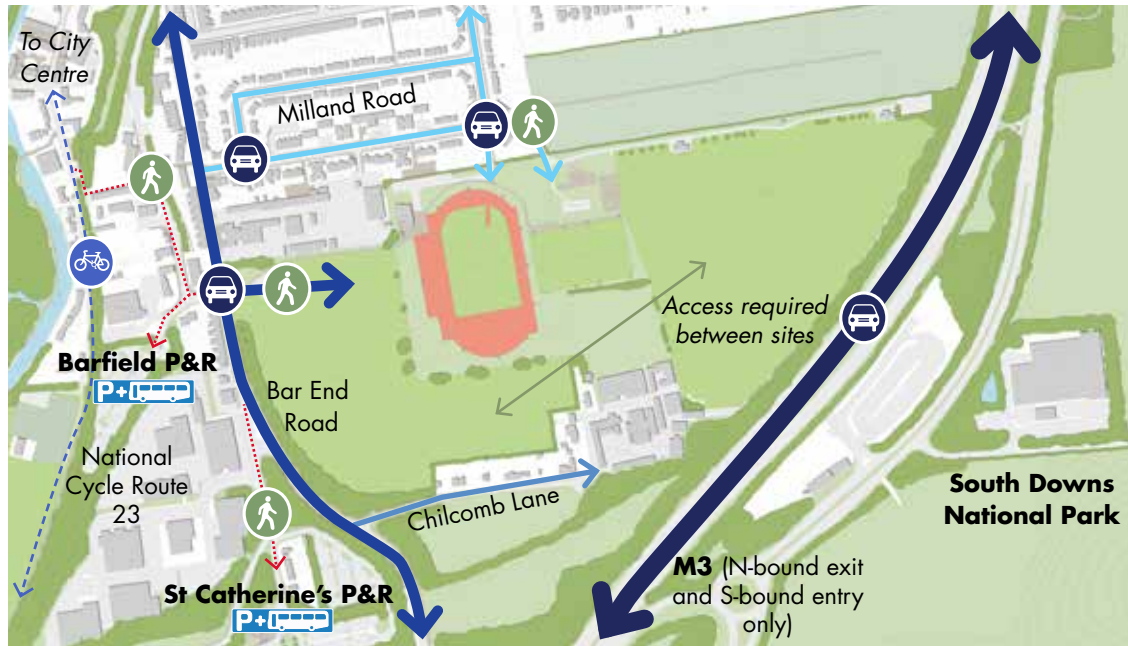 To City
Centre
Milland Road
Access required
between sites
Barfield P&R
P+
Bar End
Road
National
Cycle Route
23
Chilcomb Lane
South Downs
National Park
M3 (N-bound exit
and S-bound entry
only)
St Catherine's P&R
P+